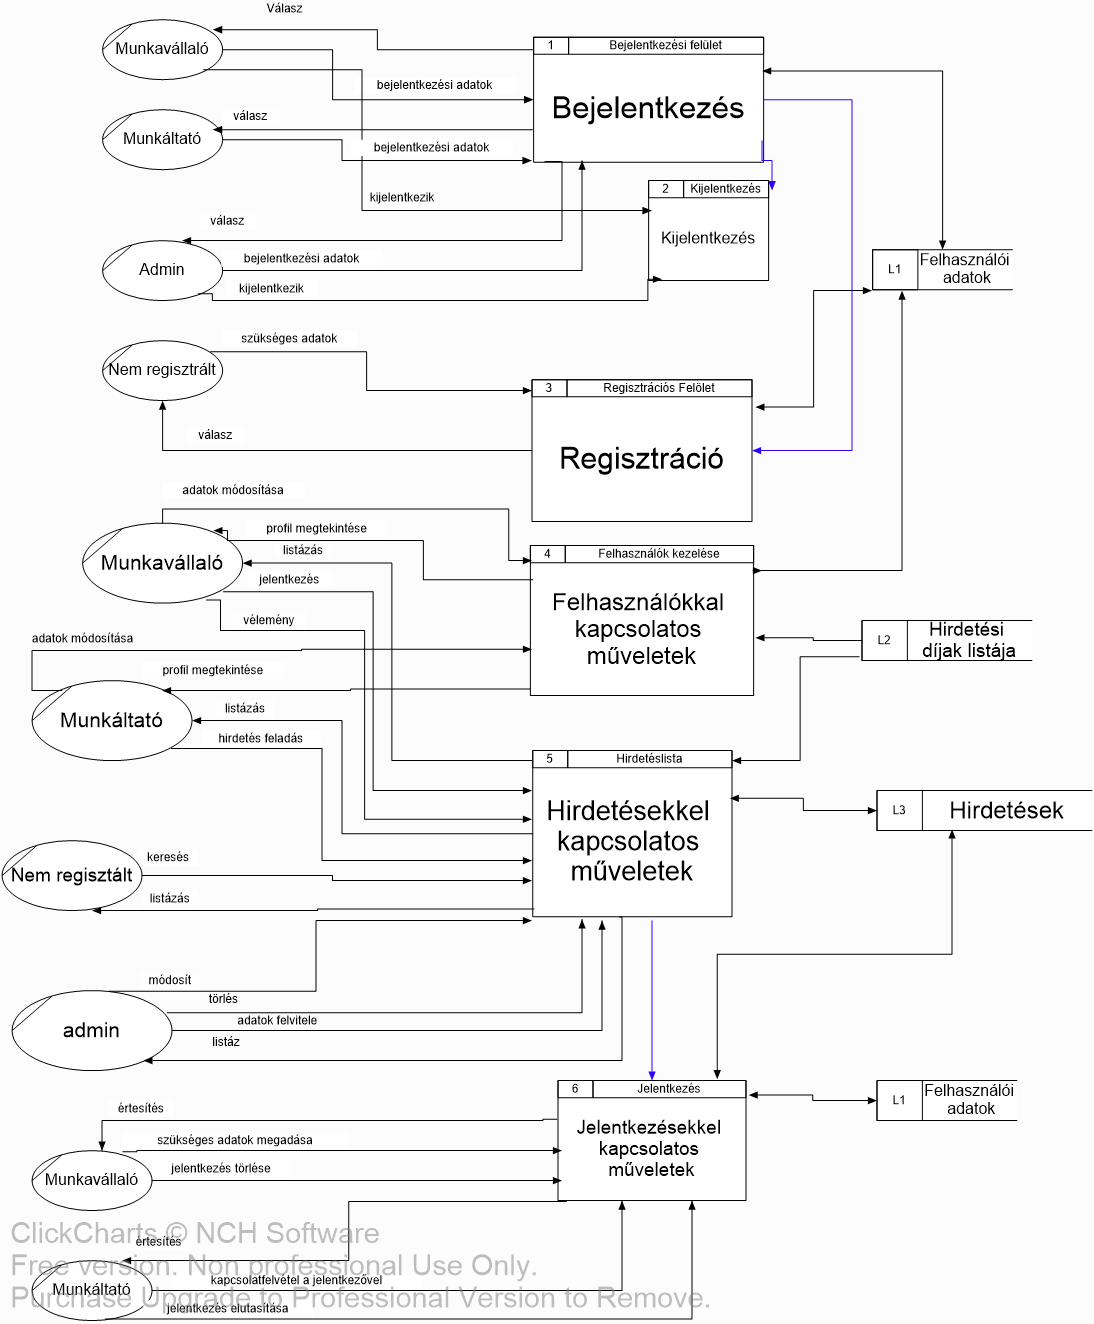 Válasz
1
Bejelentkezési felület
Munkavállaló
bejelentkezési adatok
Bejelentkezés
válasz
Munkáltató
bejelentkezési adatok
2
Kijelentkezés
kijelentkezik
válasz
Kijelentkezés
Admin
bejelentkezési adatok
kijelentkezik
L1
Felhasználói
adatok
szükséges adatok
Nem regisztrált
3
Regisztrációs Felölet
válasz
Regisztráció
adatok módosítása
profil megtekintése
listázás
Munkavállaló
jelentkezés
vélemény
4
Felhasználók kezelése
Felhasználókkal
kapcsolatos
műveletek
L2
Hirdetési
díjak listája
adatok módosítása
profil megtekintése
Munkáltató
listázás
hirdetés feladás
5
Hirdetéslista
Hirdetésekkel
kapcsolatos
műveletek
L3
Hirdetések
keresés
Nem regisztált
listázás
módosít
törlés
adatok felvitele
admin
listáz
6
Jelentkezés
Jelentkezésekkel
kapcsolatos
műveletek
L1
Felhasználói
adatok
értesítés
szükséges adatok megadása
jelentkezés törlése
Munkavállaló
ClickCharts © NCH Software
értesítés
Free version. Non professional Use Only.
kapcsolatfelvétel a jelentkezővel
Munkáltató
Purchase Upgrade to Professional Version to Remove.
jelentkezés elutasítása